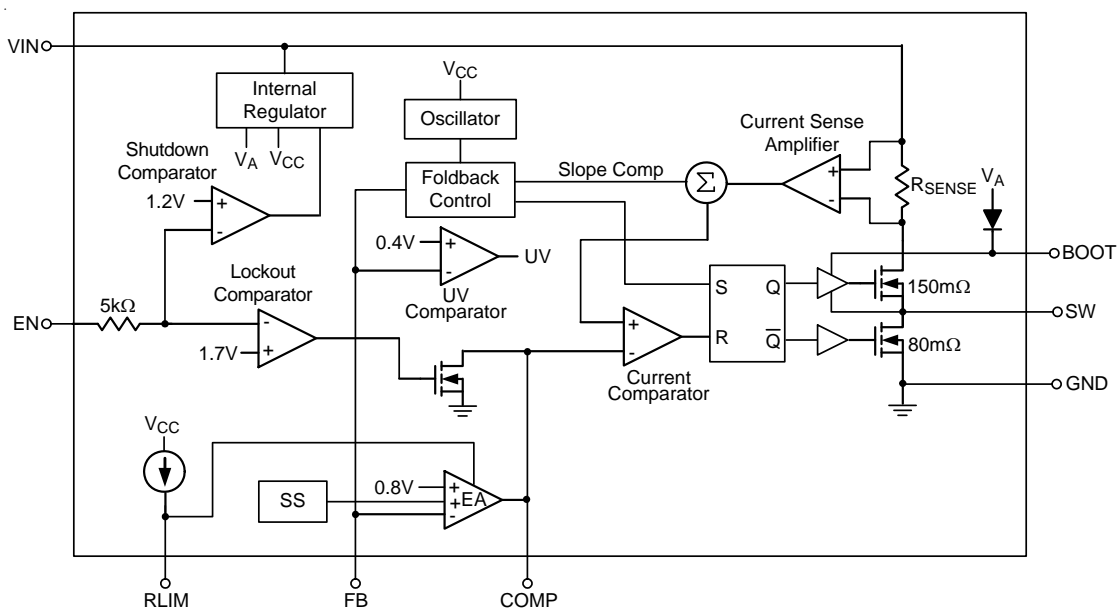 VIN
Internal
Regulator
VA
VCC
VCC
Oscillator
Foldback
Control
Shutdown
Comparator
1.2V
+
-
Slope Comp
Σ
Current Sense
Amplifier
+
-
RSENSE
VA
BOOT
0.4V
+
-
UV
UV
Comparator
Lockout
Comparator
5kΩ
EN
-
+
1.7V
+
-
Current
Comparator
S
Q
R
Q̅
150mΩ
SW
80mΩ
GND
VCC
SS
0.8V
+
+
-
EA
RLIM
FB
COMP